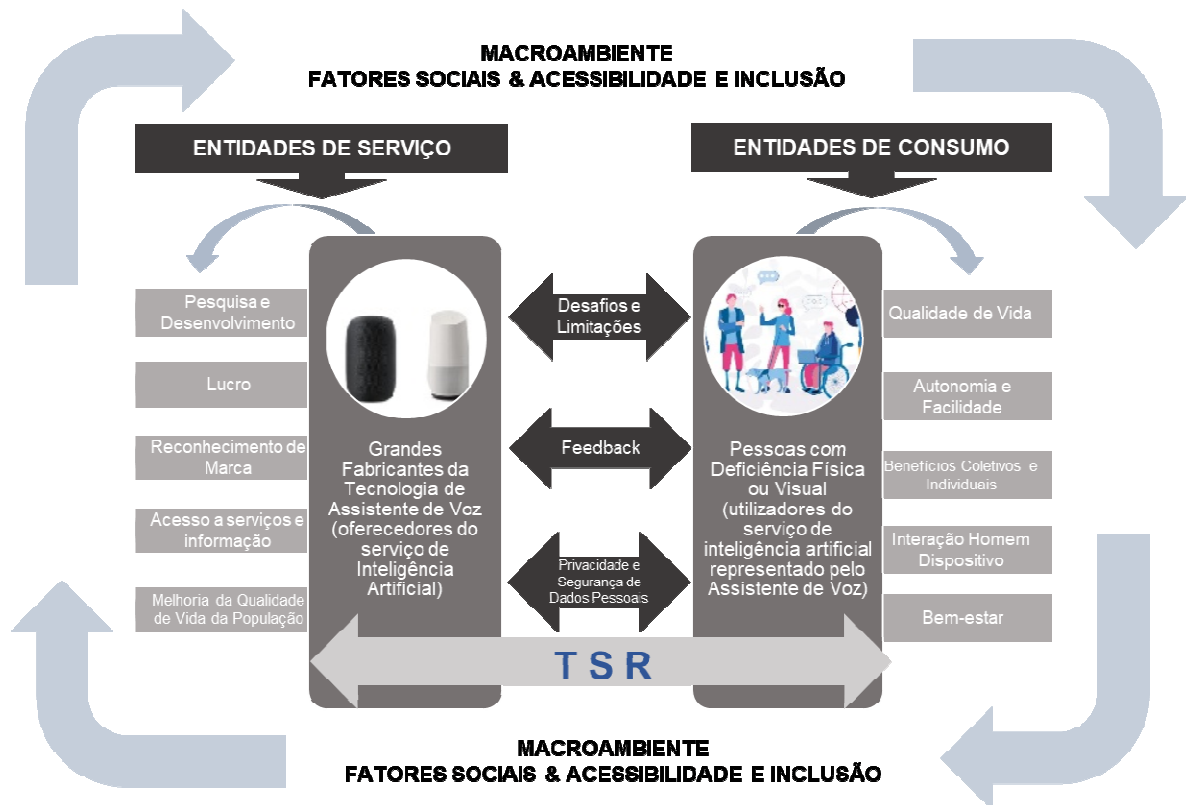 MACROAMBIENTE
FATORES SOCIAIS & ACESSIBILIDADE E INCLUSÃO
ENTIDADES DE SERVIÇO
ENTIDADES DE CONSUMO
Pesquisa e
Desenvolvimento
Lucro
Reconhecimento de
Marca
Acesso a serviços e
informação
Melhoria da Qualidade
de Vida da População
Grandes
Fabricantes da
Tecnologia de
Assistente de Voz
(oferecedores do
serviço de
Inteligência
Artificial)
Desafios e
Limitações
Feedback
Privacidade e
Segurança de
Dados Pessoais
Pessoas com
Deficiência Física
ou Visual
(utilizadores do
serviço de
inteligência artificial
representado pelo
Assistente de Voz)
Qualidade de Vida
Autonomia e
Facilidade
Benefícios Coletivos e
Individuais
Interação Homem
Dispositivo
Bem-estar
T S R
MACROAMBIENTE
FATORES SOCIAIS & ACESSIBILIDADE E INCLUSÃO